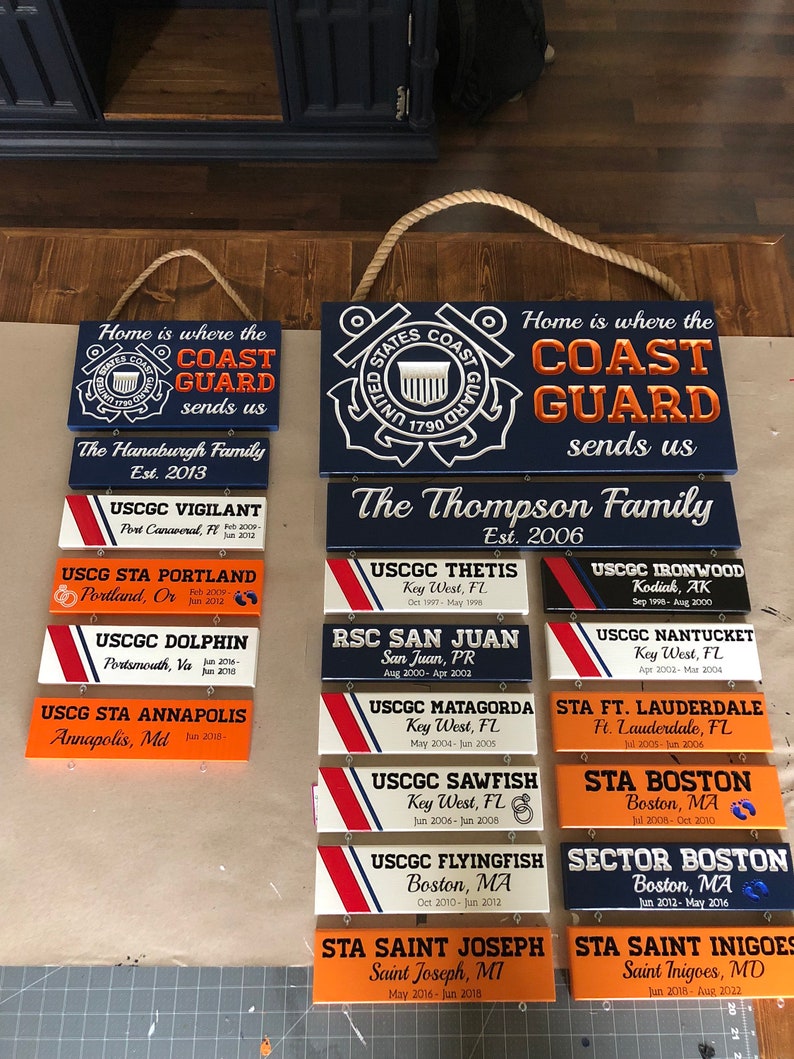 Home is where the
COAST
GUARD
sends us
UNITED STATES COAST GUARD
1790
The Hanaburgh Family
Est. 2013
USCGC VIGILANT
Port Canaveral, Fl
Feb 2009-
Jun 2012
USCG STA PORTLAND
Portland, Or
Feb 2009-
Jun 2012
USCGC DOLPHIN
Portsmouth, Va
Jun 2016-
Jun 2018
USCG STA ANNAPOLIS
Annapolis, Md
Jun 2018-
Home is where the
COAST
GUARD
sends us
UNITED STATES COAST GUARD
1790
The Thompson Family
Est. 2006
USCGC THETIS
Key West, FL
Oct 1997 - May 1998
USCGC IRONWOOD
Kodiak, AK
Sep 1998- Aug 2000
RSC SAN JUAN
San Juan, PR
Aug 2000 - Apr 2002
USCGC NANTUCKET
Key West, FL
Apr 2002- Mar 2004
USCGC MATAGORDA
Key West, FL
May 2004 - Jun 2005
STA FT. LAUDERDALE
Ft. Lauderdale, FL
Jul 2005 - Jun 2006
USCGC SAWFISH
Key West, FL
Jun 2006 - Jun 2008
STA BOSTON
Boston, MA
Jul 2008- Oct 2010
USCGC FLYINGFISH
Boston, MA
Oct 2010 - Jun 2012
SECTOR BOSTON
Boston, MA
Jun 2012- May 2016
STA SAINT JOSEPH
Saint Joseph, MI
May 2016 - Jun 2018
STA SAINT INIGOES
Saint Inigoes, MD
Jun 2018 - Aug 2022
20
21